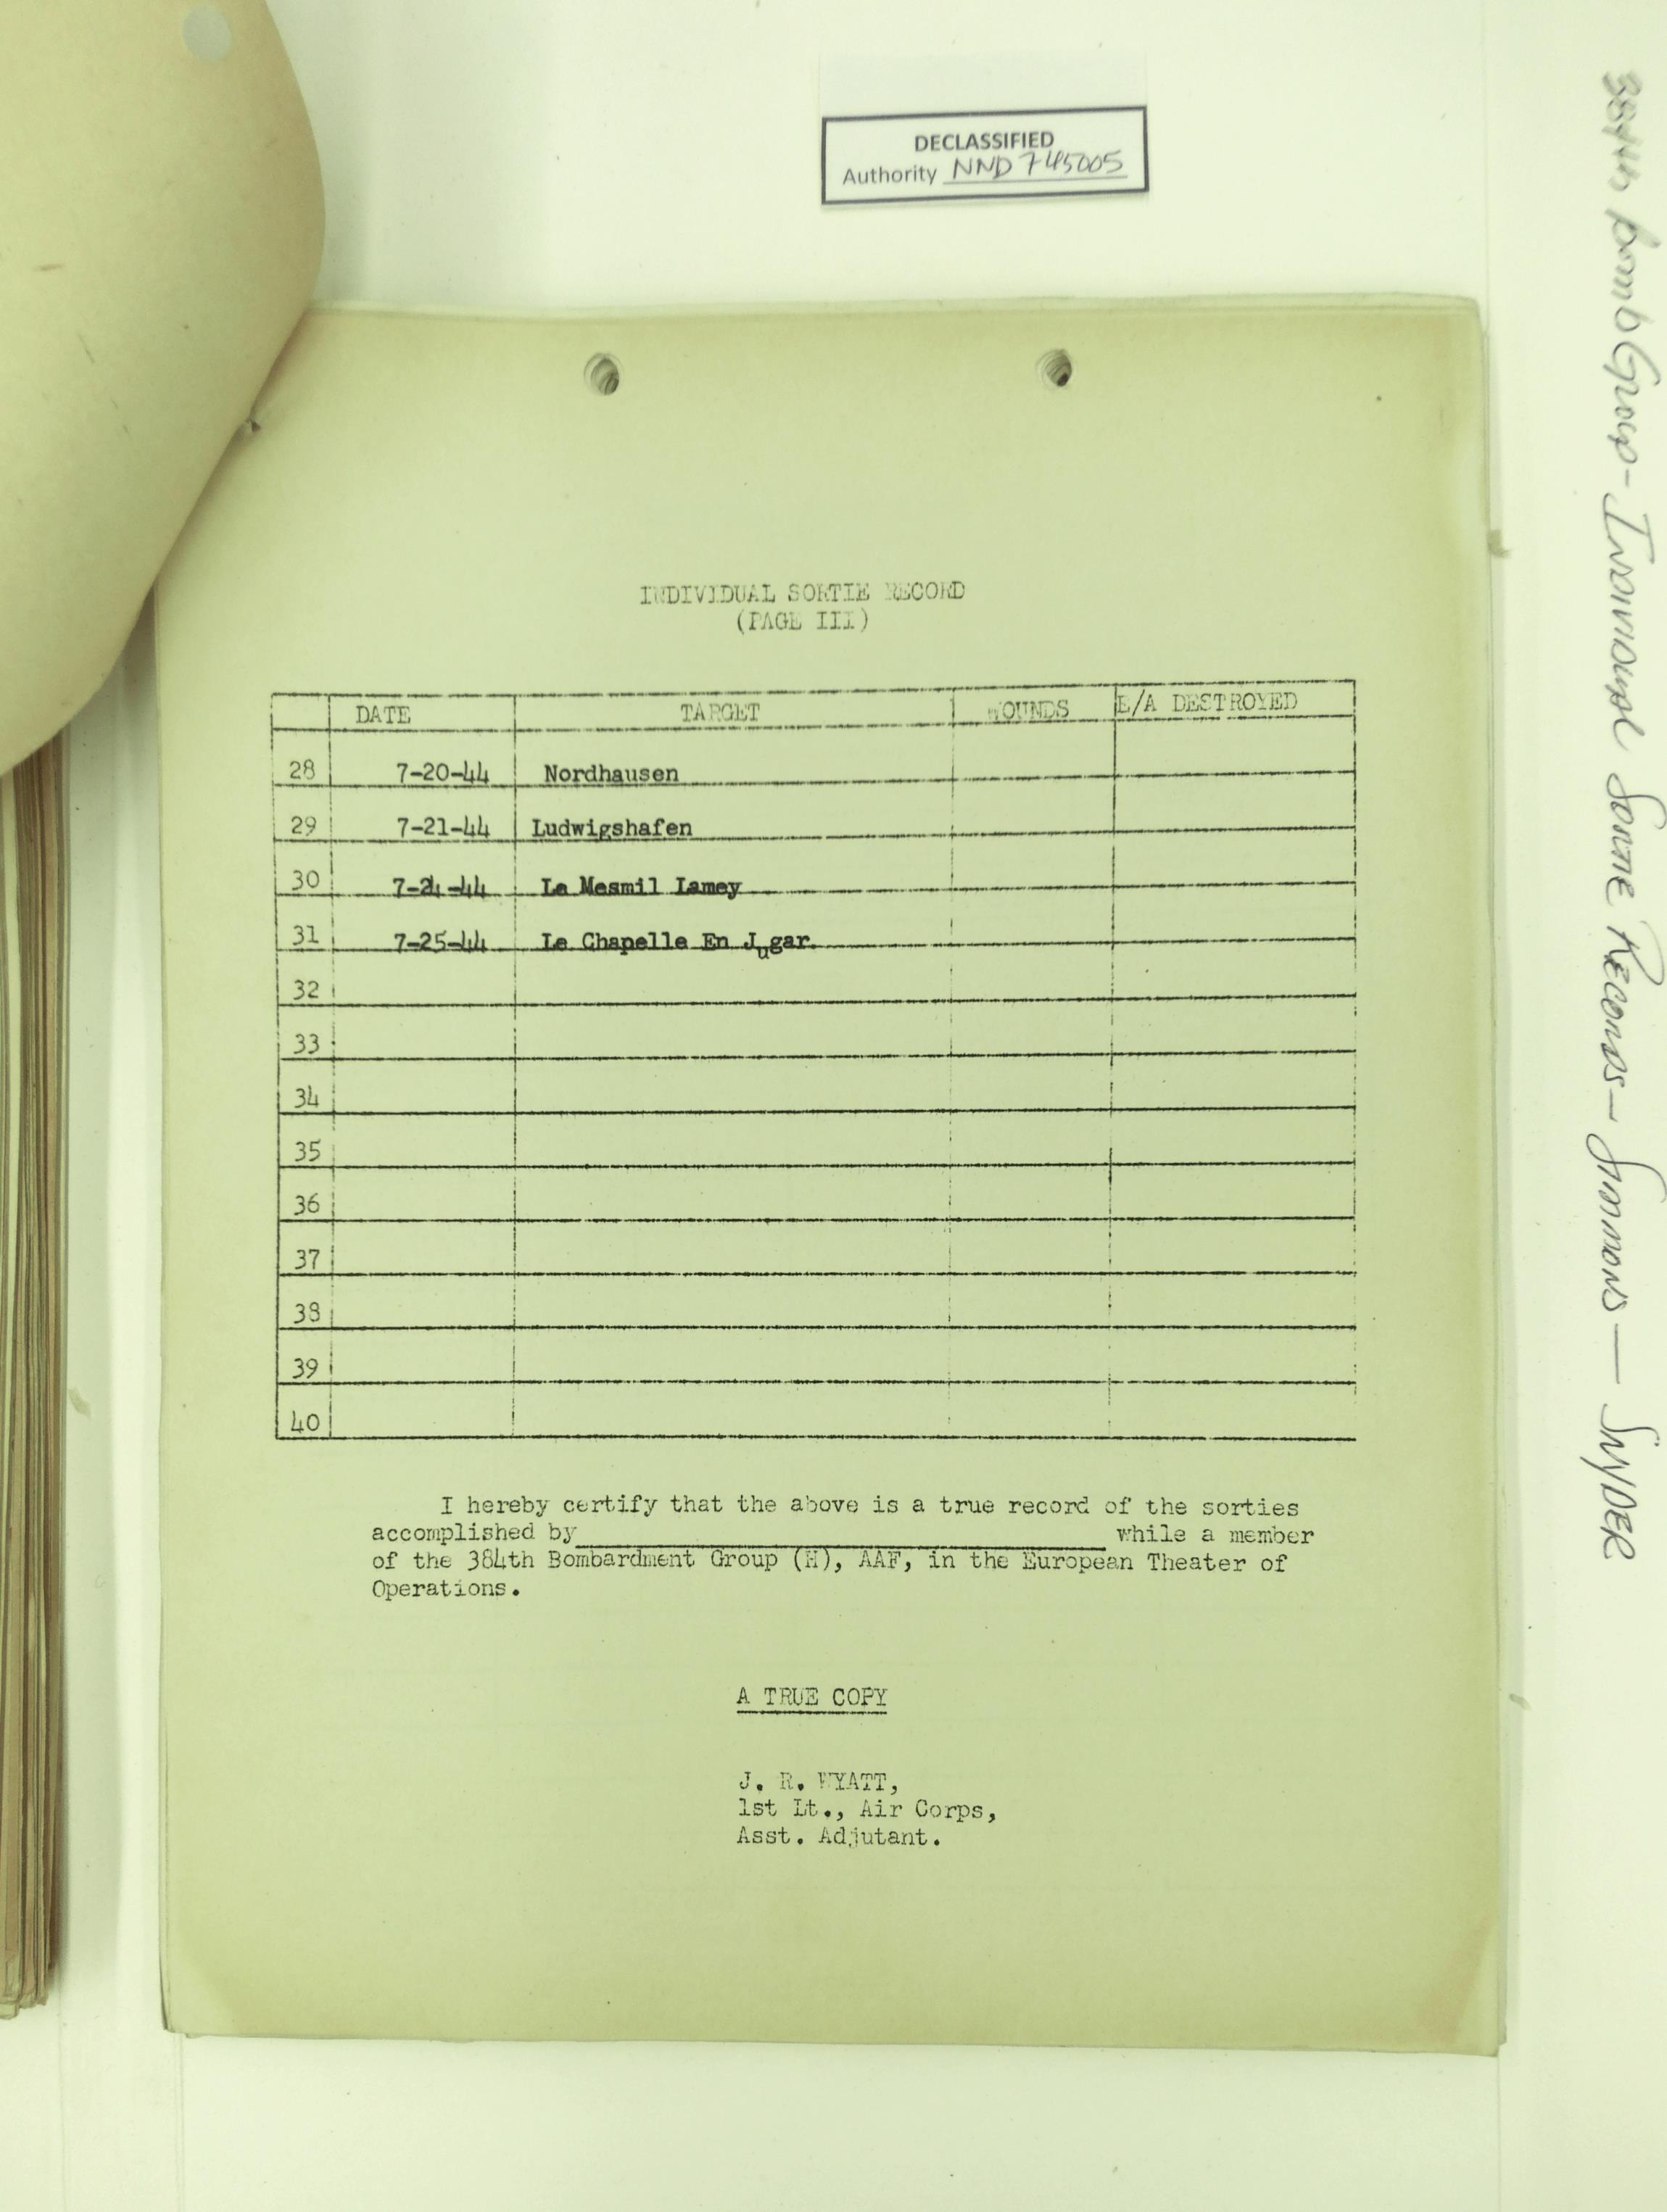 DECLASSIFIED
Authority NND 745005
INDIVIDUAL SORTIE RECORD
(PAGE III)
DATE TARGET WOUNDS E/A DESTROYED
28 7-20-44 Nordhausen
29 7-21-44 Ludwigshafen
30 7-24-44 La Mesmil Lamey
31 7-25-44 Le Chapelle En Jugar
32
33
34
35
36
37
38
39
40
I hereby certify that the above is a true record of the sorties
accomplished by while a member
of the 384th Bombardment Group (H), AAF, in the European Theater of
Operations.
A TRUE COPY
J. R. WYATT,
1st Lt., Air Corps,
Asst. Adjutant.
384th Bomb Group - Individual Sortie Records - Simmons - Snyder